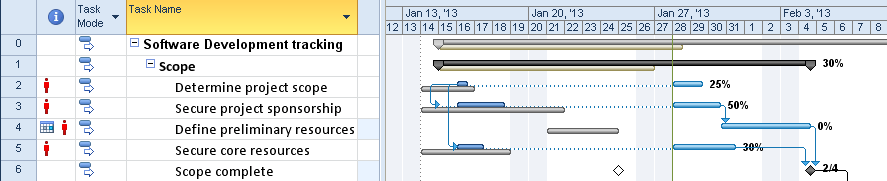 Task Mode Task Name Jan 13, '13 Jan 20, '13 Jan 27, '13 Feb 3, '13
12 13 14 15 16 17 18 19 20 21 22 23 24 25 26 27 28 29 30 31 1 2 3 4 5 6 7 8
0 Software Development tracking
1 Scope 30%
2 Determine project scope 25%
3 Secure project sponsorship 50%
4 Define preliminary resources 0%
5 Secure core resources 30%
6 Scope complete 2/4